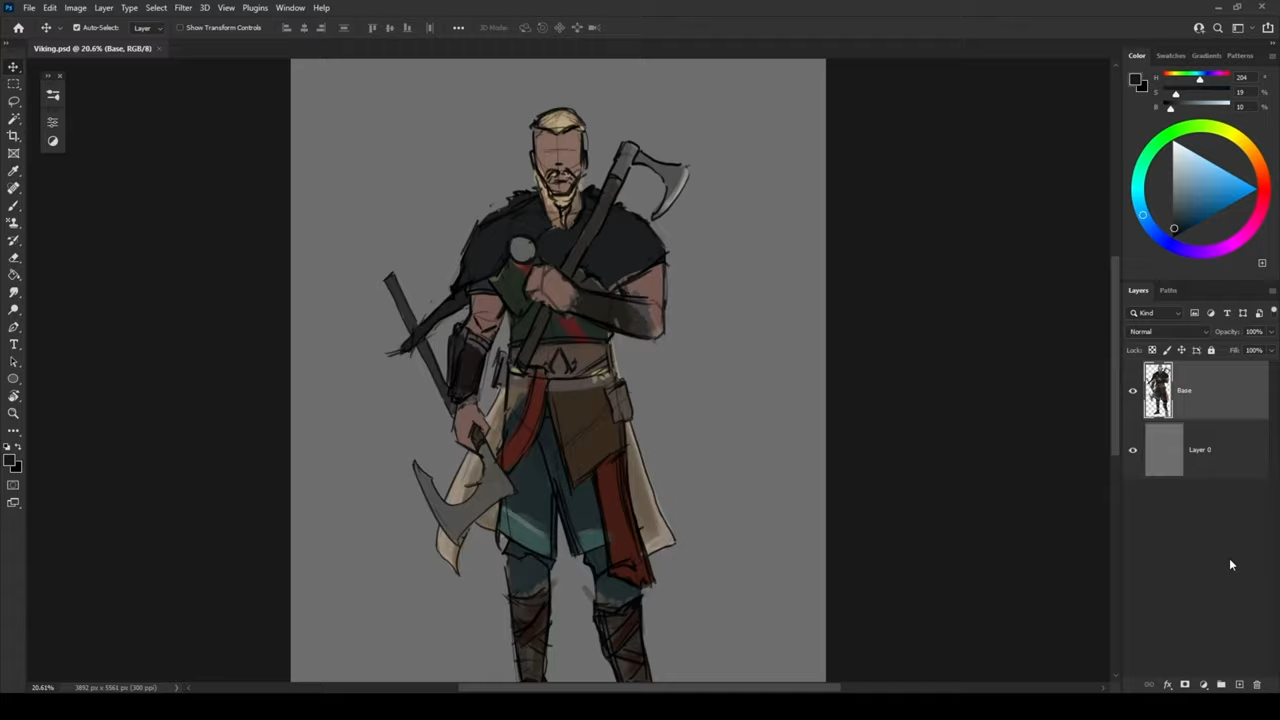 Ps File Edit Image Layer Type Select Filter 3D View Plugins Window Help
Auto-Select: Layer Show Transform Controls 3D Mode:
Viking.psd @ 20.6% (Base, RGB/8)
Color Swatches Gradients Patterns
H 204 °
S 19 %
B 10 %
Layers Paths
Kind
Normal Opacity: 100%
Lock: Fill: 100%
Base
Layer 0
20.61% 3892 px x 5561 px (300 ppi)
fx